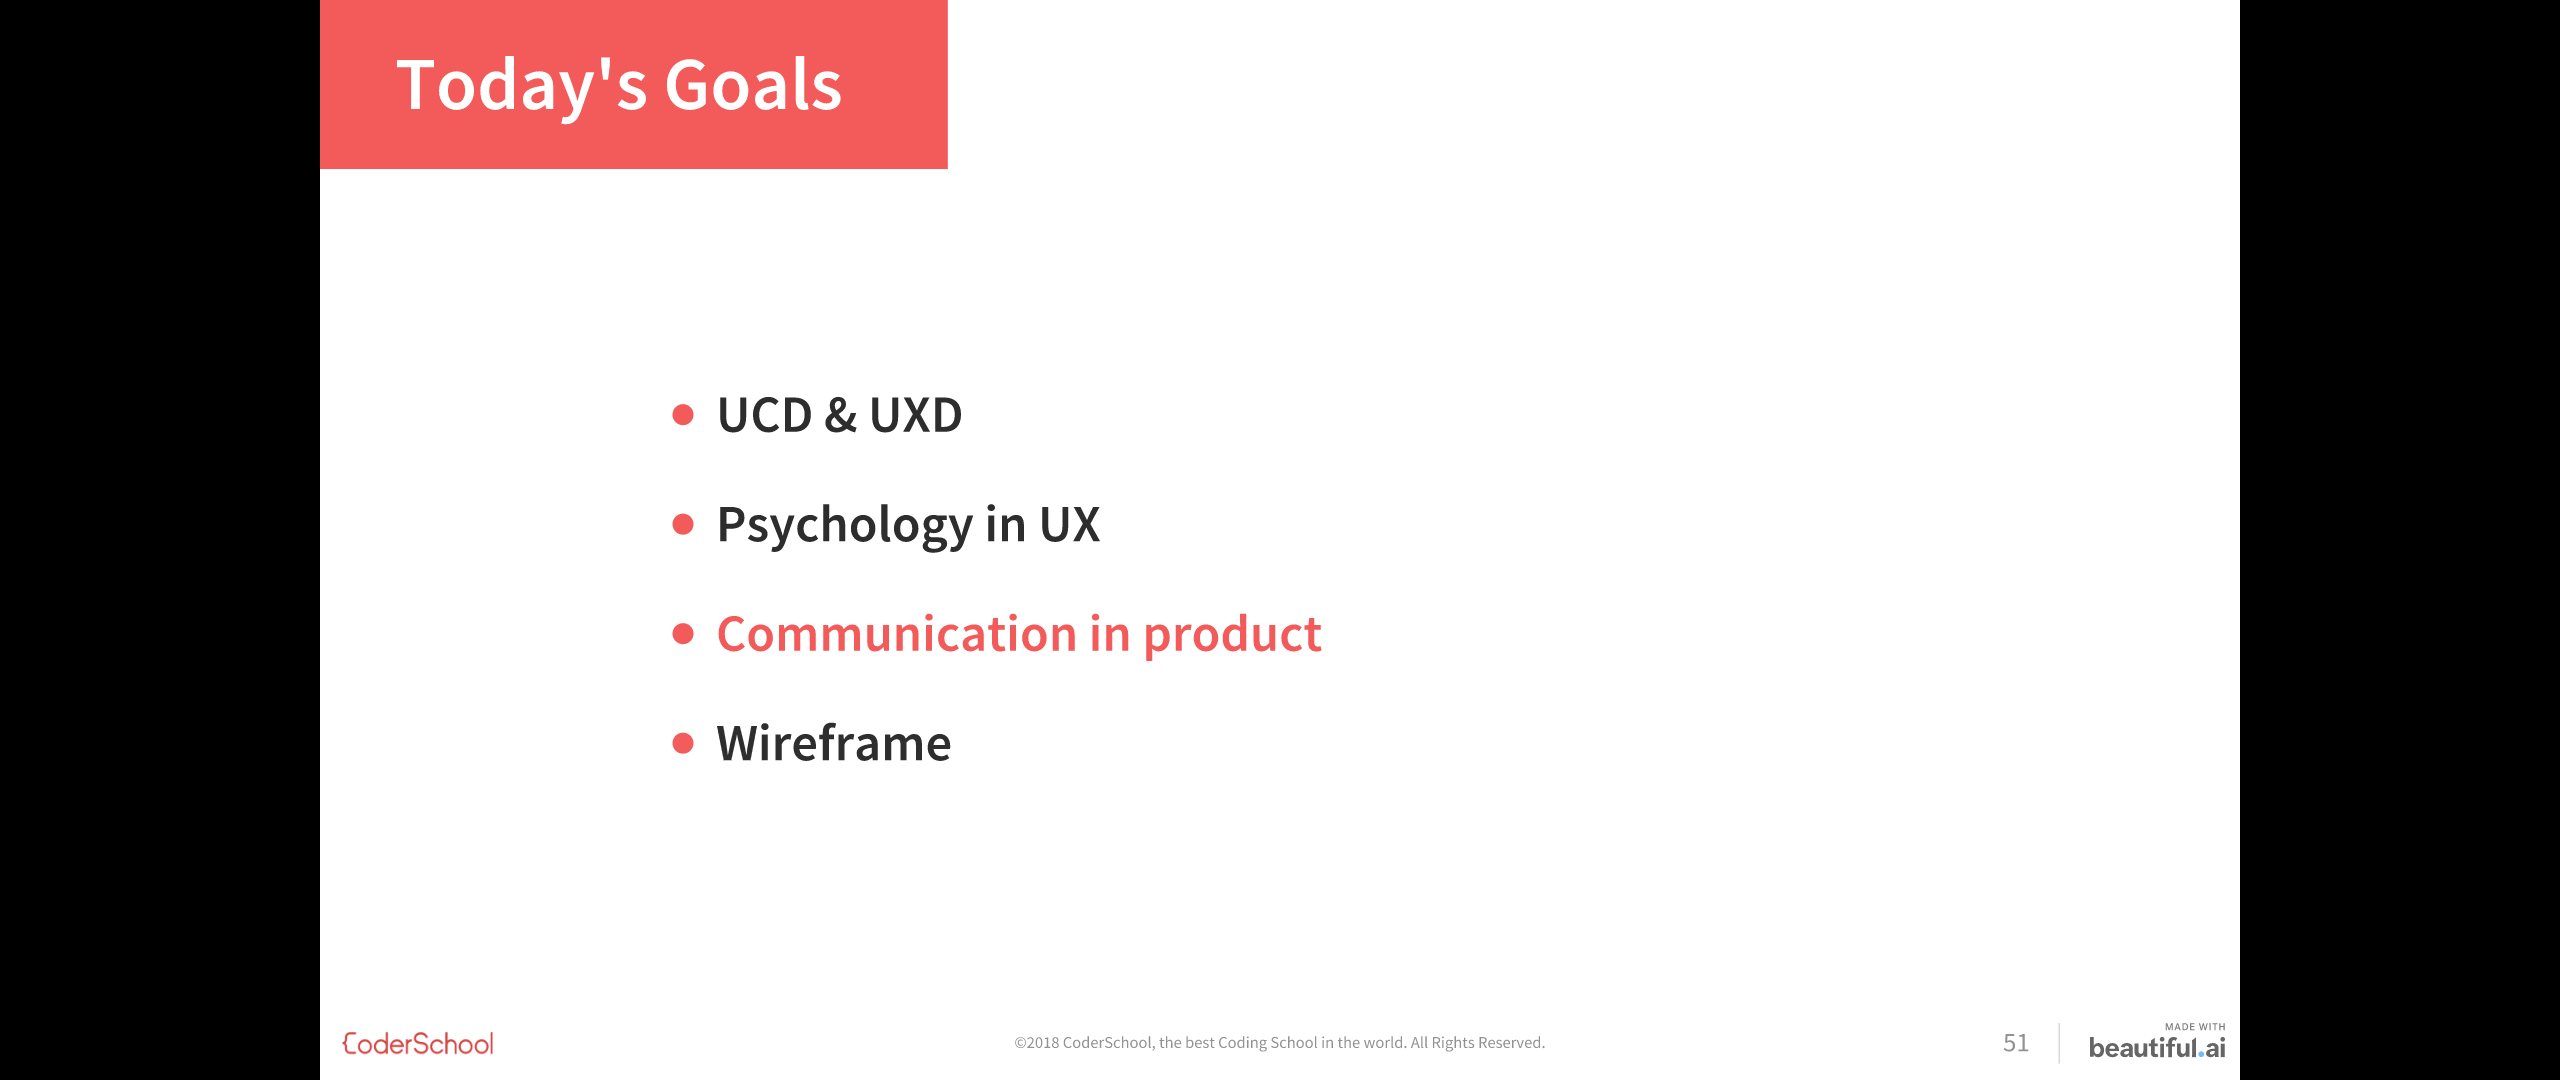 Today's Goals
UCD & UXD
Psychology in UX
Communication in product
Wireframe
CoderSchool
©2018 CoderSchool, the best Coding School in the world. All Rights Reserved.
51
MADE WITH
beautiful.ai